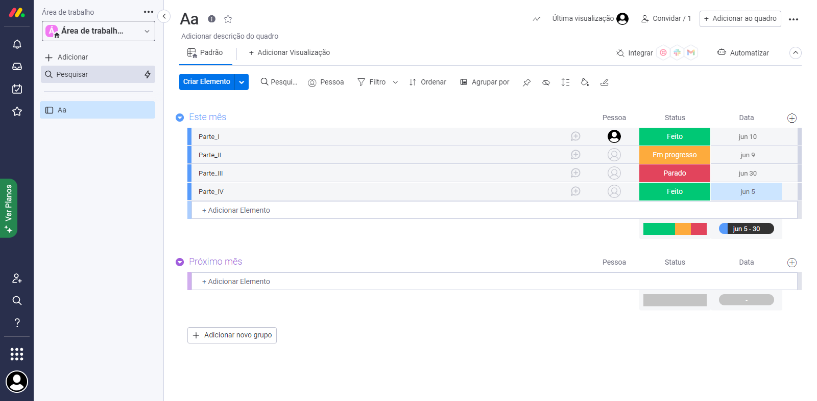 Área de trabalho
Á
Área de trabalh...
Adicionar
Pesquisar
Aa
Ver Planos
Aa
Última visualização
Convidar / 1
+ Adicionar ao quadro
Adicionar descrição do quadro
Padrão
+ Adicionar Visualização
Integrar
Automatizar
Criar Elemento
Pesqui...
Pessoa
Filtro
Ordenar
Agrupar por
Este mês
Pessoa
Status
Data
Parte_I
Feito
jun 10
Parte_II
Em progresso
jun 9
Parte_III
Parado
jun 30
Parte_IV
Feito
jun 5
+ Adicionar Elemento
jun 5 - 30
Próximo mês
Pessoa
Status
Data
+ Adicionar Elemento
-
+ Adicionar novo grupo